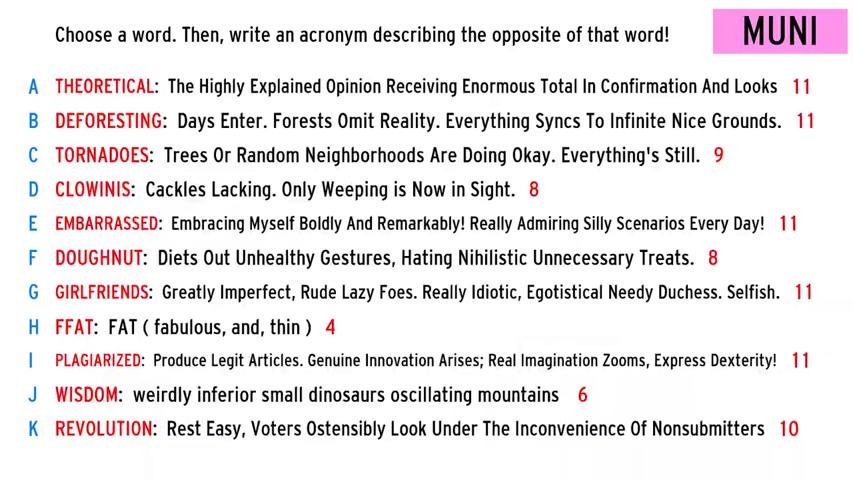 Choose a word. Then, write an acronym describing the opposite of that word!
MUNI
A THEORETICAL: The Highly Explained Opinion Receiving Enormous Total In Confirmation And Looks 11
B DEFORESTING: Days Enter. Forests Omit Reality. Everything Syncs To Infinite Nice Grounds. 11
C TORNADOES: Trees Or Random Neighborhoods Are Doing Okay. Everything's Still. 9
D CLOWINIS: Cackles Lacking. Only Weeping is Now in Sight. 8
E EMBARRASSED: Embracing Myself Boldly And Remarkably! Really Admiring Silly Scenarios Every Day! 11
F DOUGHNUT: Diets Out Unhealthy Gestures, Hating Nihilistic Unnecessary Treats. 8
G GIRLFRIENDS: Greatly Imperfect, Rude Lazy Foes. Really Idiotic, Egotistical Needy Duchess. Selfish. 11
H FFAT: FAT ( fabulous, and, thin ) 4
I PLAGIARIZED: Produce Legit Articles. Genuine Innovation Arises; Real Imagination Zooms, Express Dexterity! 11
J WISDOM: weirdly inferior small dinosaurs oscillating mountains 6
K REVOLUTION: Rest Easy, Voters Ostensibly Look Under The Inconvenience Of Nonsubmitters 10